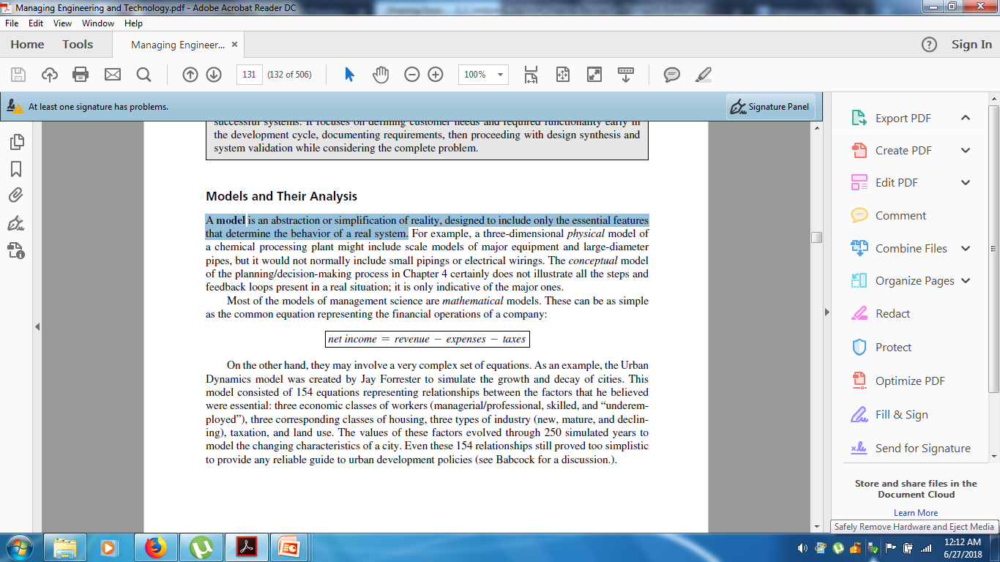 Managing Engineering and Technology.pdf - Adobe Acrobat Reader DC
File Edit View Window Help
Home Tools Managing Engineer... × Sign In
131 (132 of 506) 100%
At least one signature has problems. Signature Panel
successful systems. It focuses on defining customer needs and required functionality early in
the development cycle, documenting requirements, then proceeding with design synthesis and
system validation while considering the complete problem.
Models and Their Analysis
A model is an abstraction or simplification of reality, designed to include only the essential features
that determine the behavior of a real system. For example, a three-dimensional physical model of
a chemical processing plant might include scale models of major equipment and large-diameter
pipes, but it would not normally include small pipings or electrical wirings. The conceptual model
of the planning/decision-making process in Chapter 4 certainly does not illustrate all the steps and
feedback loops present in a real situation; it is only indicative of the major ones.
Most of the models of management science are mathematical models. These can be as simple
as the common equation representing the financial operations of a company:
net income = revenue − expenses − taxes
On the other hand, they may involve a very complex set of equations. As an example, the Urban
Dynamics model was created by Jay Forrester to simulate the growth and decay of cities. This
model consisted of 154 equations representing relationships between the factors that he believed
were essential: three economic classes of workers (managerial/professional, skilled, and “underem-
ployed”), three corresponding classes of housing, three types of industry (new, mature, and declin-
ing), taxation, and land use. The values of these factors evolved through 250 simulated years to
model the changing characteristics of a city. Even these 154 relationships still proved too simplistic
to provide any reliable guide to urban development policies (see Babcock for a discussion.).
Export PDF
Create PDF
Edit PDF
Comment
Combine Files
Organize Pages
Redact
Protect
Optimize PDF
Fill & Sign
Send for Signature
Store and share files in the
Document Cloud
Learn More
Safely Remove Hardware and Eject Media
12:12 AM
6/27/2018